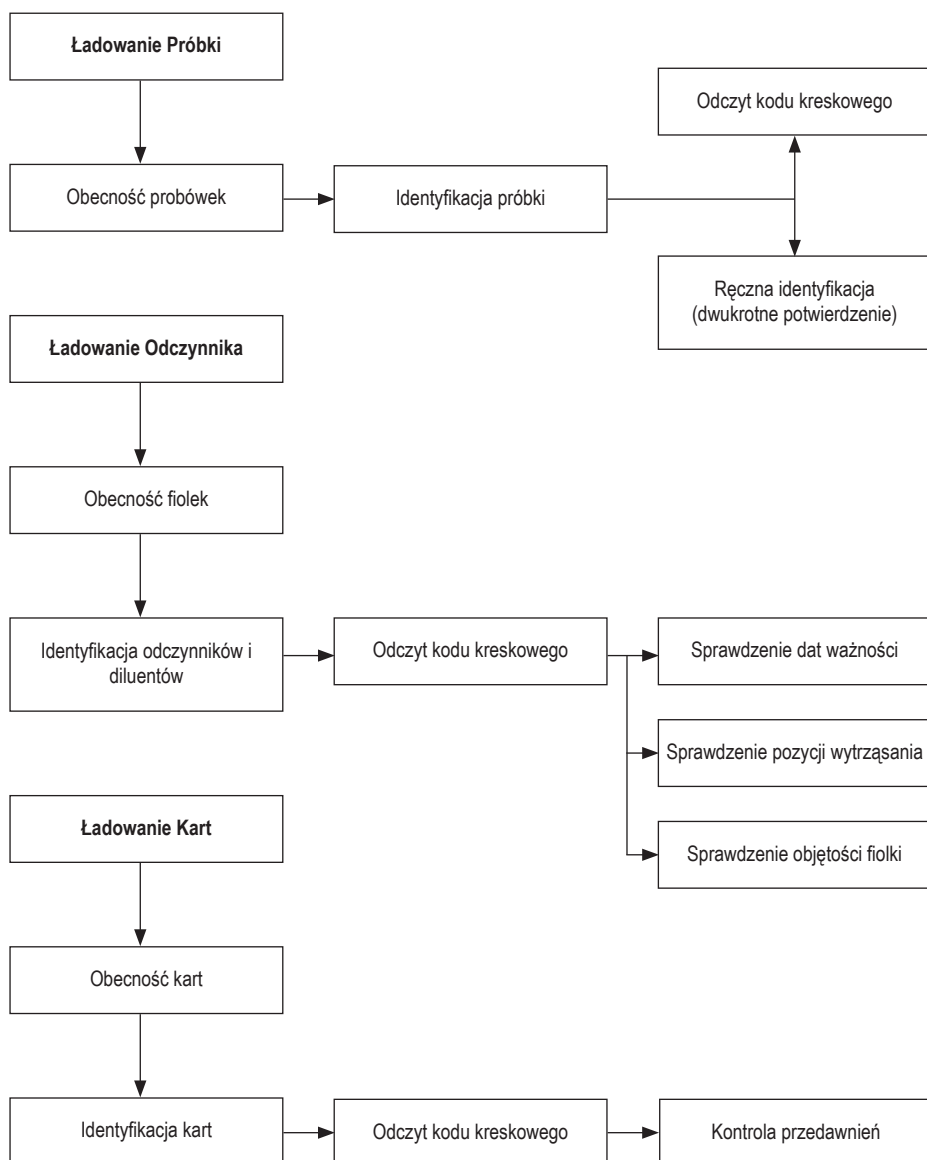 Ładowanie Próbki
Obecność probówek
Identyfikacja próbki
Odczyt kodu kreskowego
Ręczna identyfikacja
(dwukrotne potwierdzenie)
Ładowanie Odczynnika
Obecność fiolek
Identyfikacja odczynników i
diluentów
Odczyt kodu kreskowego
Sprawdzenie dat ważności
Sprawdzenie pozycji wytrząsania
Sprawdzenie objętości fiolki
Ładowanie Kart
Obecność kart
Identyfikacja kart
Odczyt kodu kreskowego
Kontrola przedawnień